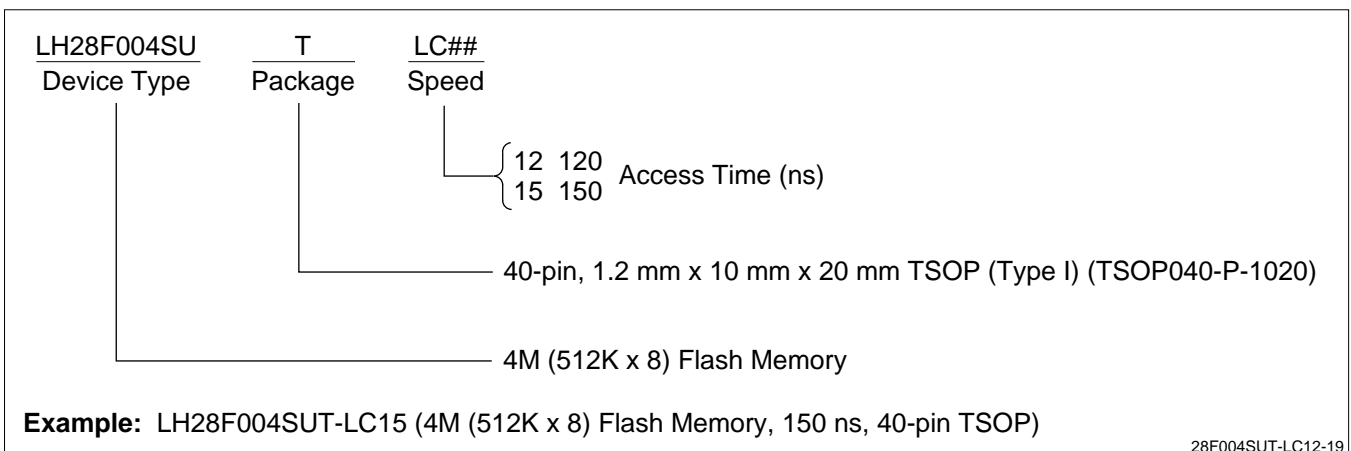 LH28F004SU T LC##
Device Type Package Speed
12 120
15 150
Access Time (ns)
40-pin, 1.2 mm x 10 mm x 20 mm TSOP (Type I) (TSOP040-P-1020)
4M (512K x 8) Flash Memory
Example: LH28F004SUT-LC15 (4M (512K x 8) Flash Memory, 150 ns, 40-pin TSOP)
28F004SUT-LC12-19